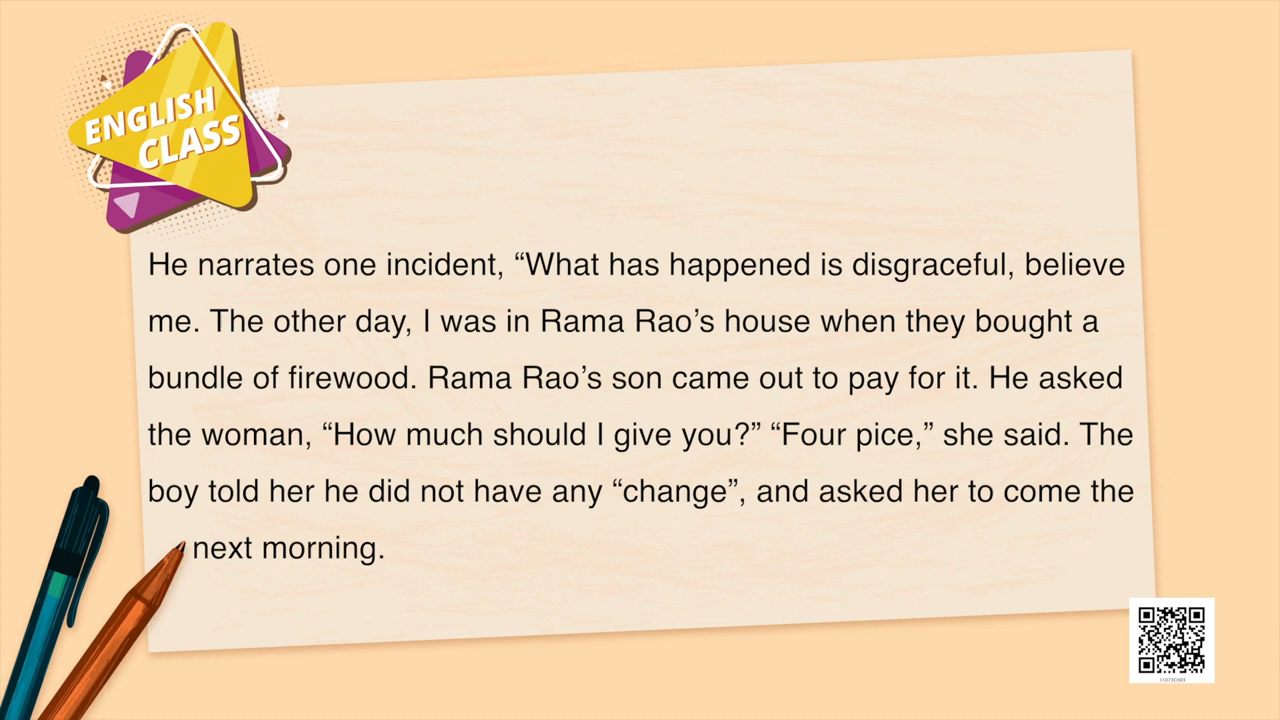 ENGLISH
CLASS
He narrates one incident, “What has happened is disgraceful, believe
me. The other day, I was in Rama Rao’s house when they bought a
bundle of firewood. Rama Rao’s son came out to pay for it. He asked
the woman, “How much should I give you?” “Four pice,” she said. The
boy told her he did not have any “change”, and asked her to come the
next morning.